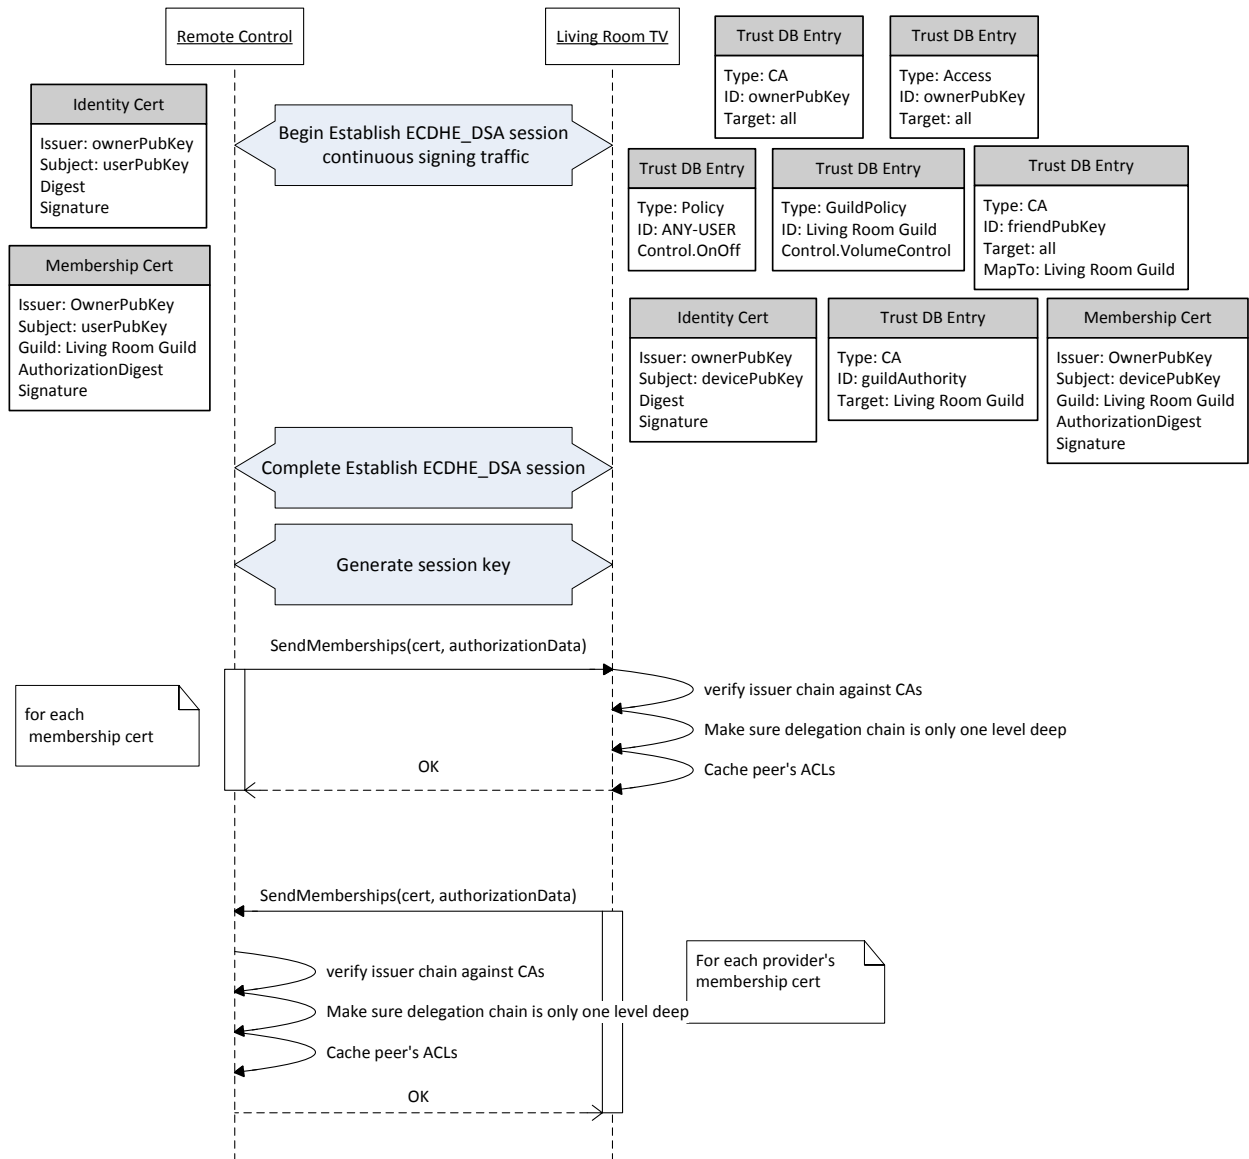 Remote Control
Living Room TV
Trust DB Entry
Type: CA
ID: ownerPubKey
Target: all
Trust DB Entry
Type: Access
ID: ownerPubKey
Target: all
Identity Cert
Issuer: ownerPubKey
Subject: userPubKey
Digest
Signature
Begin Establish ECDHE_DSA session
continuous signing traffic
Trust DB Entry
Type: Policy
ID: ANY-USER
Control.OnOff
Trust DB Entry
Type: GuildPolicy
ID: Living Room Guild
Control.VolumeControl
Trust DB Entry
Type: CA
ID: friendPubKey
Target: all
MapTo: Living Room Guild
Membership Cert
Issuer: OwnerPubKey
Subject: userPubKey
Guild: Living Room Guild
AuthorizationDigest
Signature
Identity Cert
Issuer: ownerPubKey
Subject: devicePubKey
Digest
Signature
Trust DB Entry
Type: CA
ID: guildAuthority
Target: Living Room Guild
Membership Cert
Issuer: OwnerPubKey
Subject: devicePubKey
Guild: Living Room Guild
AuthorizationDigest
Signature
Complete Establish ECDHE_DSA session
Generate session key
SendMemberships(cert, authorizationData)
for each
membership cert
verify issuer chain against CAs
Make sure delegation chain is only one level deep
Cache peer's ACLs
OK
SendMemberships(cert, authorizationData)
For each provider's
membership cert
verify issuer chain against CAs
Make sure delegation chain is only one level deep
Cache peer's ACLs
OK